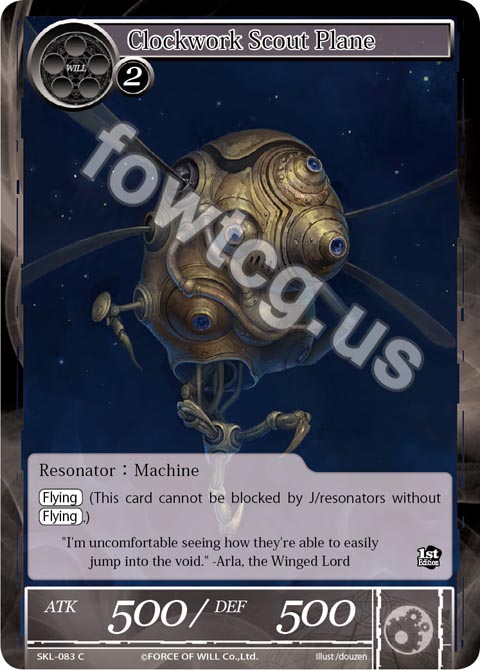 Clockwork Scout Plane
WILL
2
fowtcg.us
Resonator : Machine
Flying (This card cannot be blocked by J/resonators without
Flying.)
"I'm uncomfortable seeing how they're able to easily
jump into the void." -Arla, the Winged Lord
1st
Edition
ATK 500/ DEF 500
SKL-083 C ©FORCE OF WILL Co.,Ltd. Illust/douzen